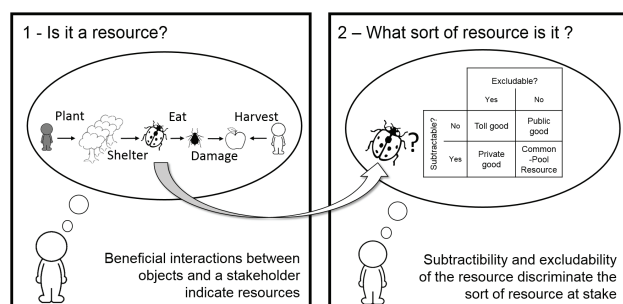 1 - Is it a resource?
Plant
Eat
Harvest
Shelter
Damage
Beneficial interactions between
objects and a stakeholder
indicate resources
2 – What sort of resource is it ?
?
Excludable?
Yes
No
Subtractable?
No
Toll good
Public
good
Yes
Private
good
Common
-Pool
Resource
Subtractibility and excludability
of the resource discriminate the
sort of resource at stake